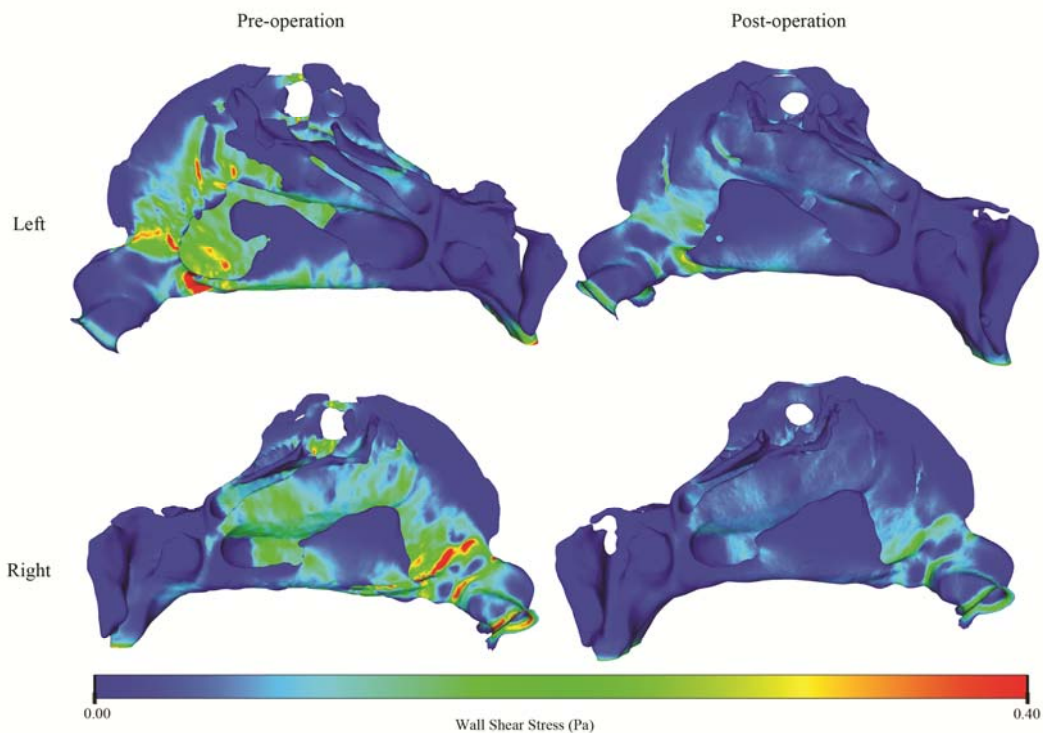 Pre-operation Post-operation
Left
Right
0.00 0.40
Wall Shear Stress (Pa)